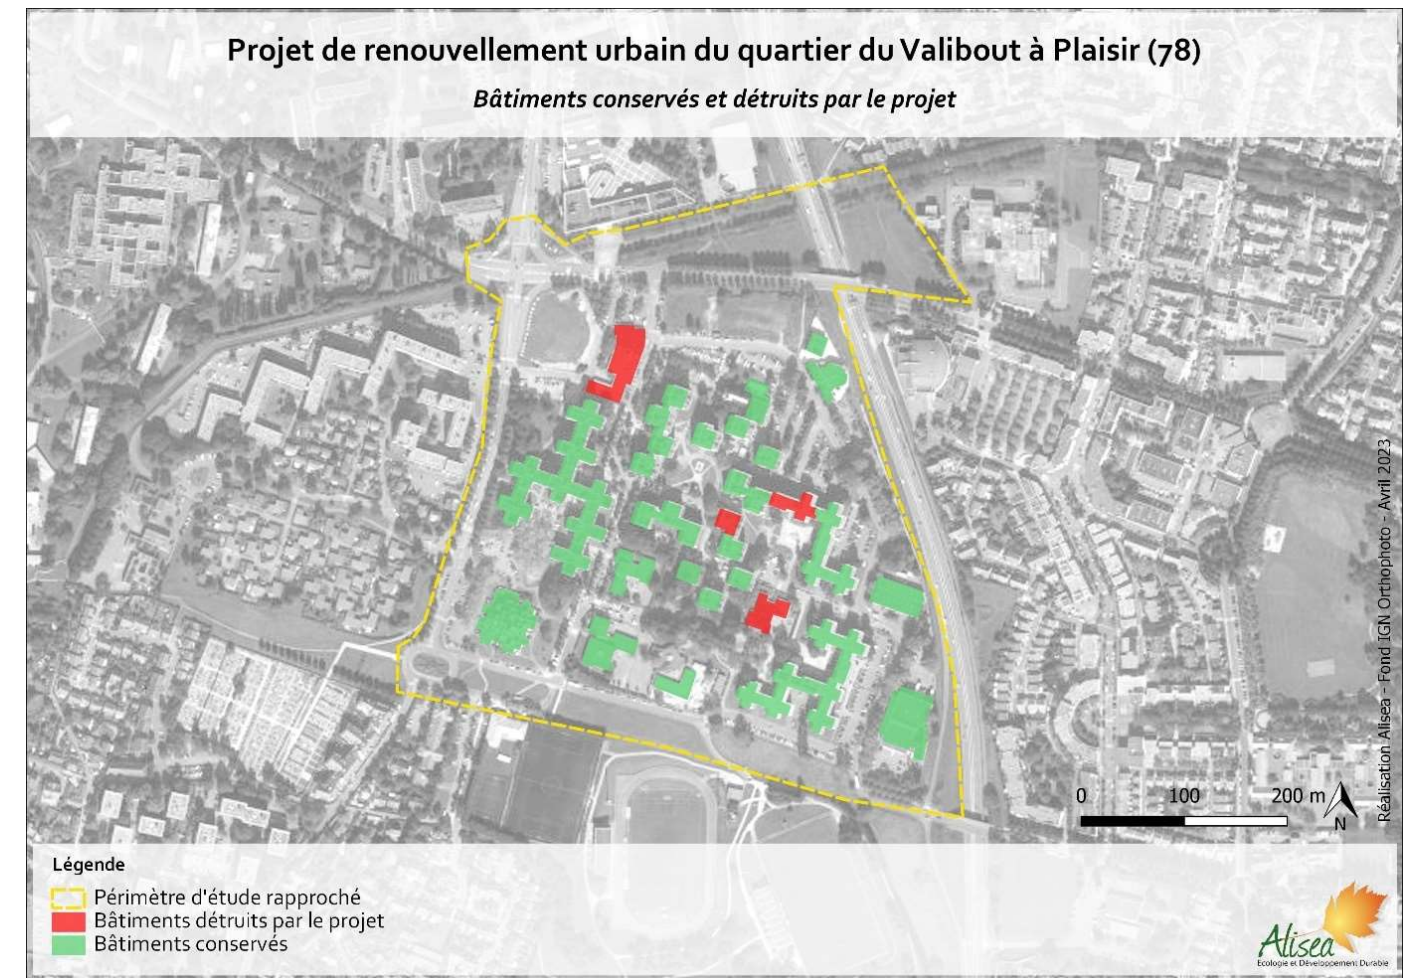 Projet de renouvellement urbain du quartier du Valibout à Plaisir (78)
Bâtiments conservés et détruits par le projet
Réalisation Alisea - Fond IGN Orthophoto - Avril 2023
0 100 200 m
N
Légende
Périmètre d'étude rapproché
Bâtiments détruits par le projet
Bâtiments conservés
Alisea
Ecologie et Développement Durable